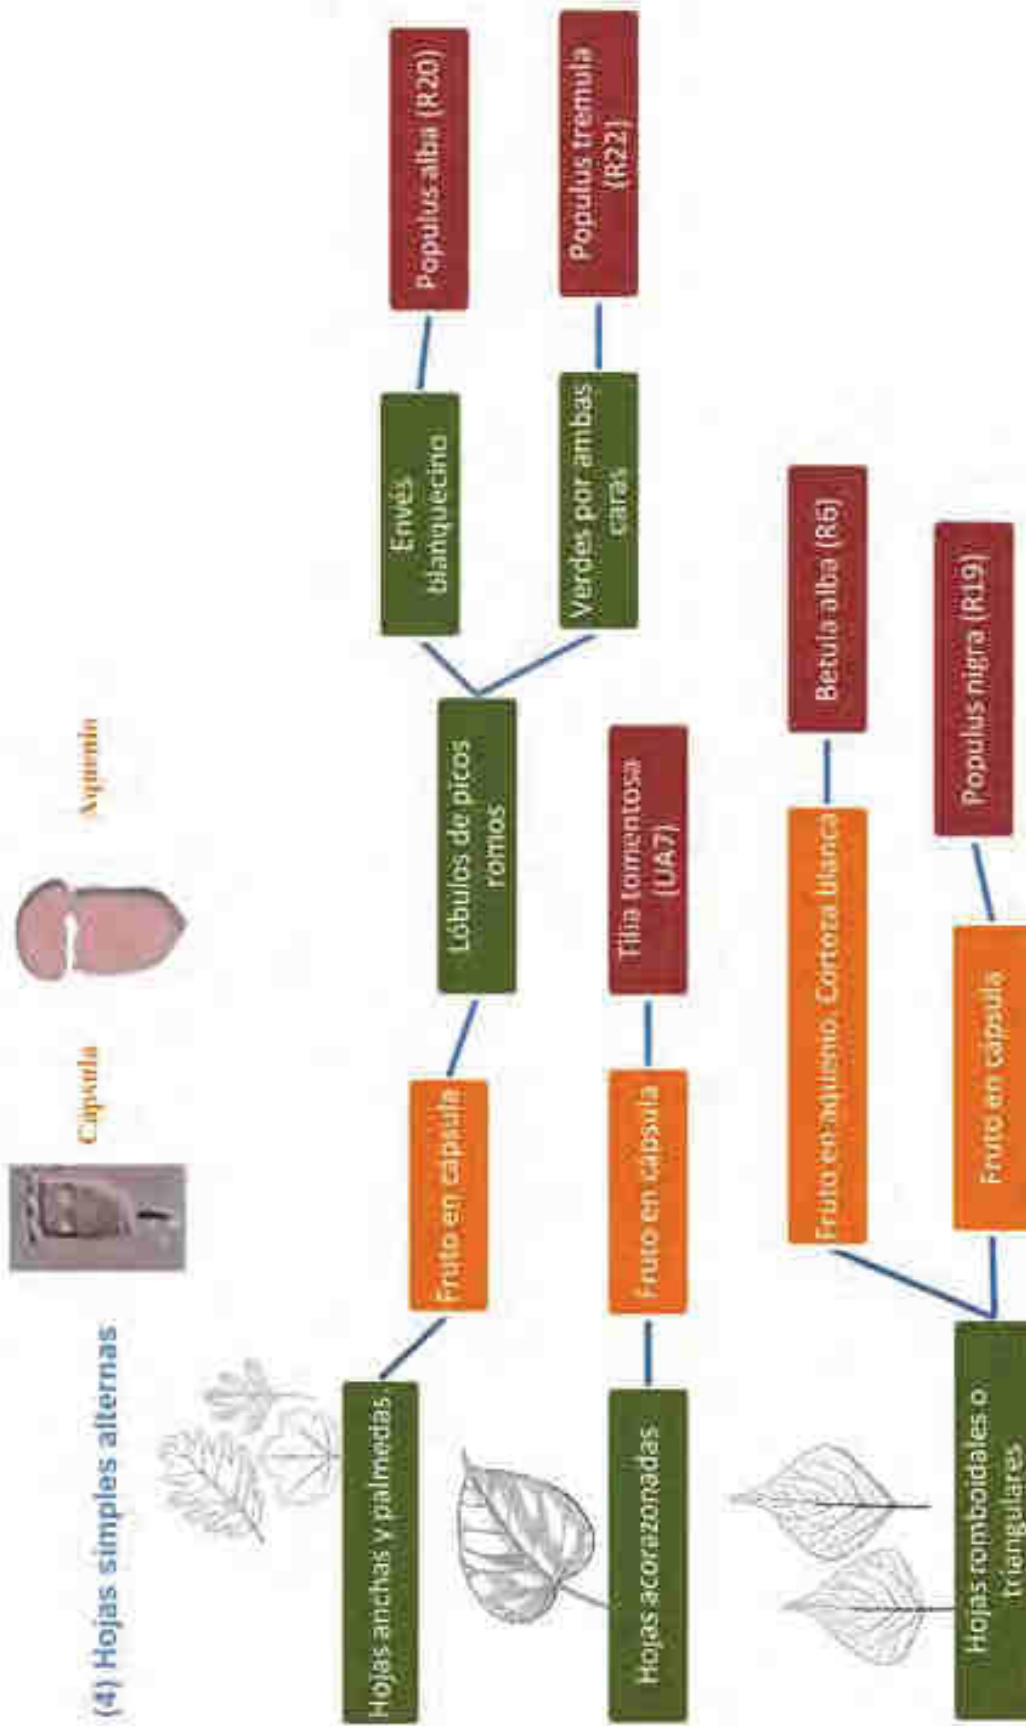 (4) Hojas simples alternas
Cápsula
Aquenio
Hojas anchas y palmedas
Fruto en cápsula
Lóbulos de picos
romos
Envés
blanquecino
Populus alba (R20)
Verdes por ambas
caras
Populus tremula
(R22)
Hojas acorazonadas
Fruto en cápsula
Tilia tomentosa
(UA7)
Hojas romboidales o
triangulares
Fruto en aquenio. Cortoza blanca
Betula alba (R6)
Fruto en cápsula
Populus nigra (R19)